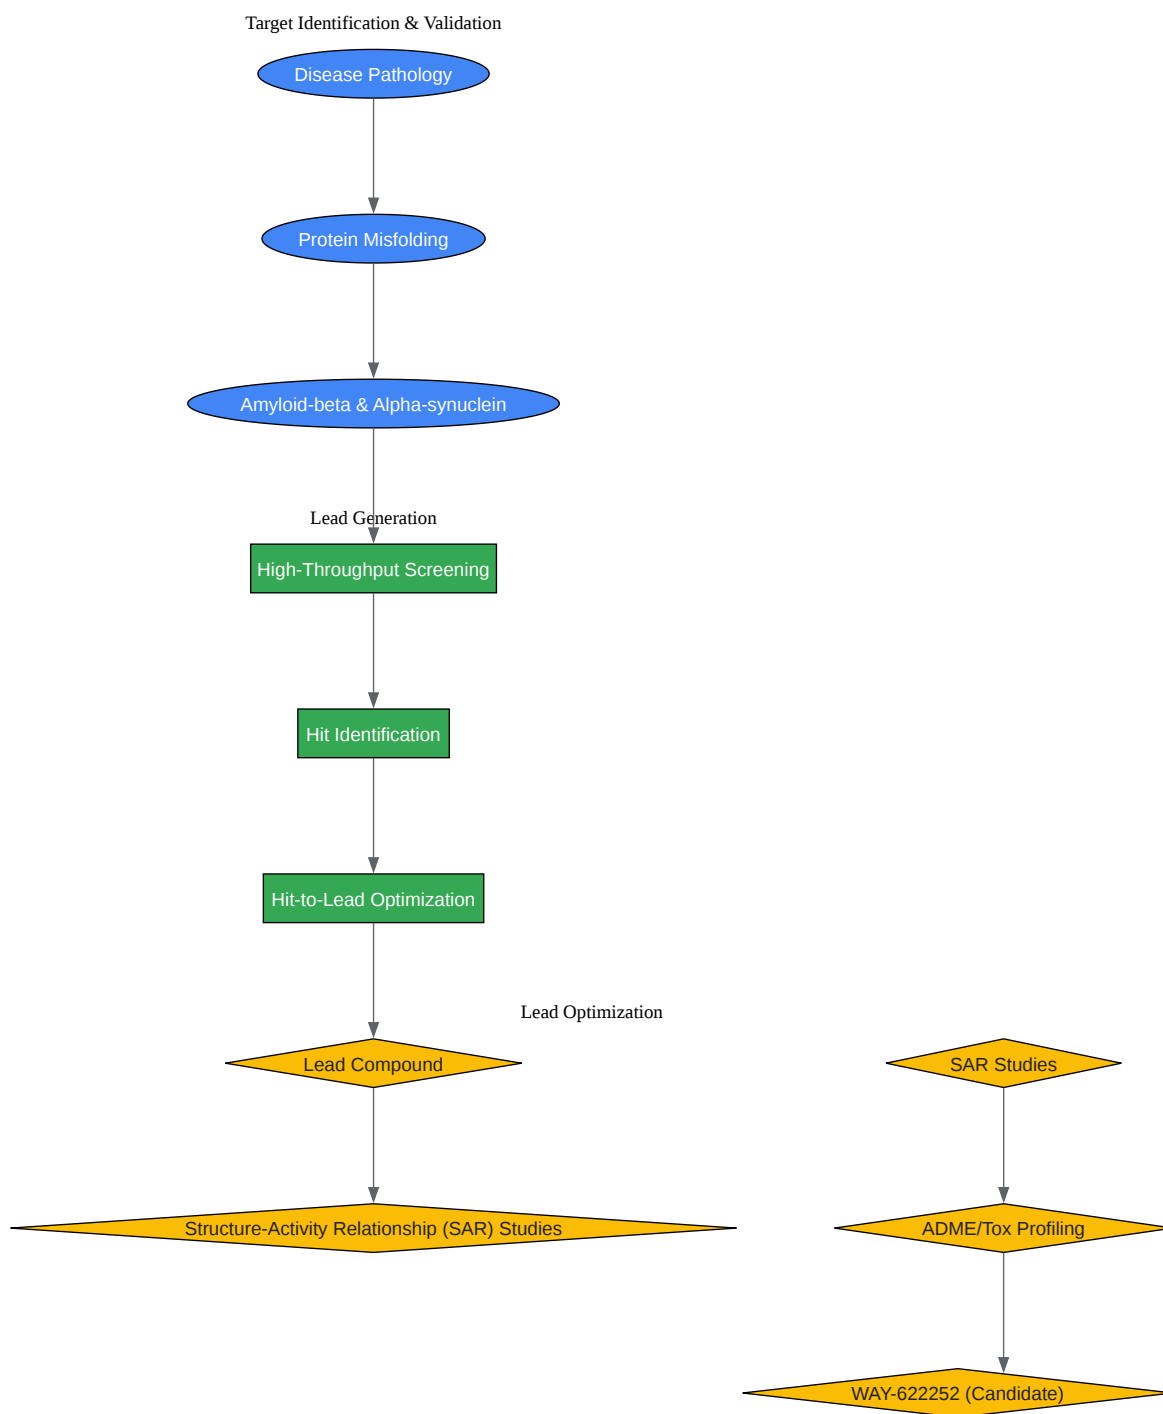 Target Identification & Validation
Disease Pathology
Protein Misfolding
Amyloid-beta & Alpha-synuclein
Lead Generation
High-Throughput Screening
Hit Identification
Hit-to-Lead Optimization
Lead Optimization
Lead Compound
SAR Studies
Structure-Activity Relationship (SAR) Studies
ADME/Tox Profiling
WAY-622252 (Candidate)